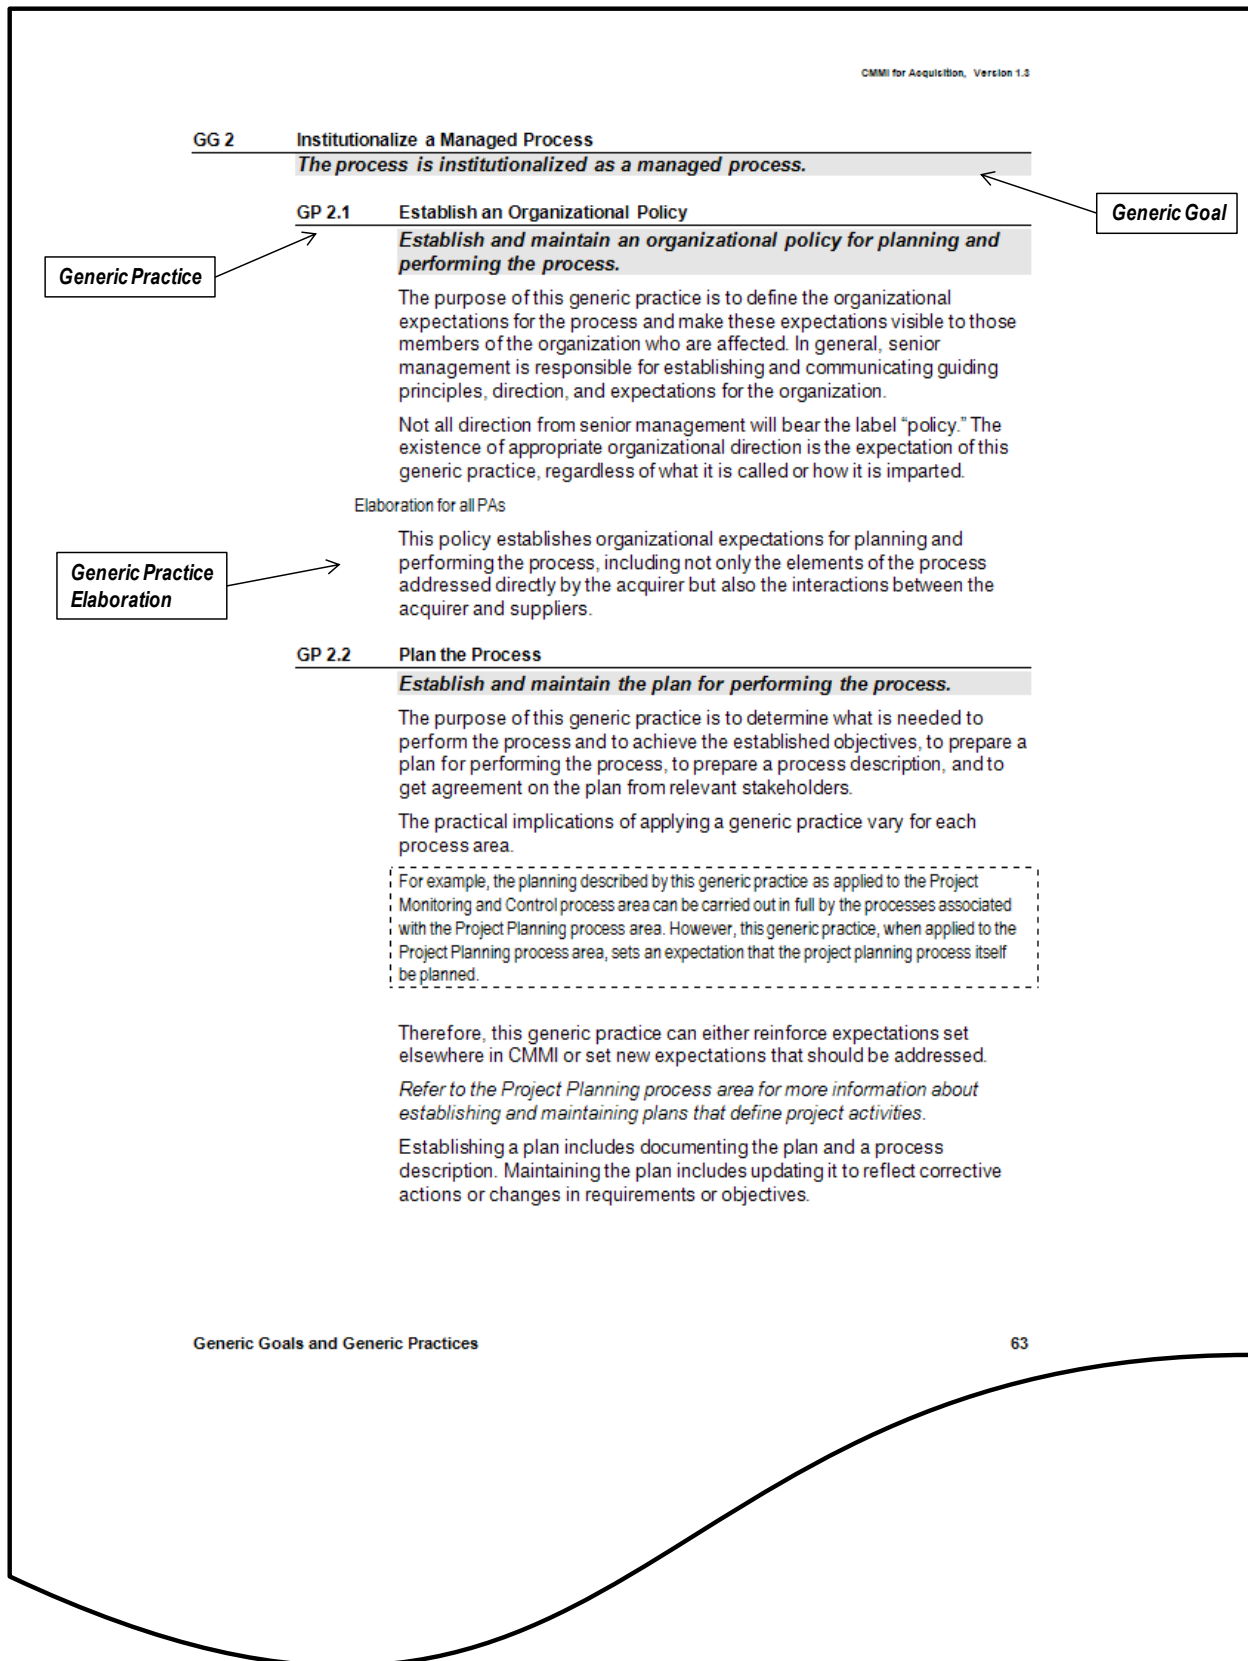 CMMI for Acquisition, Version 1.3
GG 2 Institutionalize a Managed Process
The process is institutionalized as a managed process.
Generic Goal
GP 2.1 Establish an Organizational Policy
Establish and maintain an organizational policy for planning and
performing the process.
Generic Practice
The purpose of this generic practice is to define the organizational
expectations for the process and make these expectations visible to those
members of the organization who are affected. In general, senior
management is responsible for establishing and communicating guiding
principles, direction, and expectations for the organization.
Not all direction from senior management will bear the label “policy.” The
existence of appropriate organizational direction is the expectation of this
generic practice, regardless of what it is called or how it is imparted.
Elaboration for all PAs
This policy establishes organizational expectations for planning and
performing the process, including not only the elements of the process
addressed directly by the acquirer but also the interactions between the
acquirer and suppliers.
Generic Practice
Elaboration
GP 2.2 Plan the Process
Establish and maintain the plan for performing the process.
The purpose of this generic practice is to determine what is needed to
perform the process and to achieve the established objectives, to prepare a
plan for performing the process, to prepare a process description, and to
get agreement on the plan from relevant stakeholders.
The practical implications of applying a generic practice vary for each
process area.
For example, the planning described by this generic practice as applied to the Project
Monitoring and Control process area can be carried out in full by the processes associated
with the Project Planning process area. However, this generic practice, when applied to the
Project Planning process area, sets an expectation that the project planning process itself
be planned.
Therefore, this generic practice can either reinforce expectations set
elsewhere in CMMI or set new expectations that should be addressed.
Refer to the Project Planning process area for more information about
establishing and maintaining plans that define project activities.
Establishing a plan includes documenting the plan and a process
description. Maintaining the plan includes updating it to reflect corrective
actions or changes in requirements or objectives.
Generic Goals and Generic Practices 63